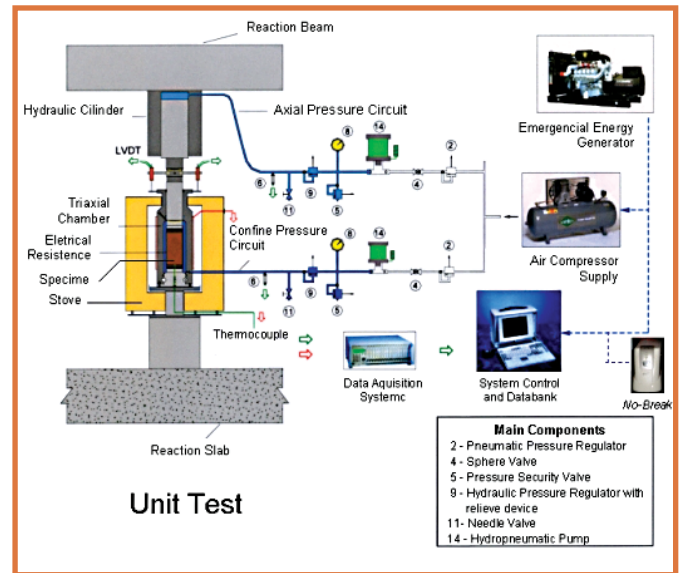 Reaction Beam
Hydraulic Cilinder
Axial Pressure Circuit
Emergencial Energy
Generator
LVDT
8
14
2
6
11
9
5
4
Triaxial
Chamber
Confine Pressure
Circuit
Eletrical
Resistence
Specime
Stove
8
14
2
6
11
9
5
4
Air Compressor
Supply
Thermocouple
Data Aquisition
Systemc
System Control
and Databank
No-Break
Reaction Slab
Unit Test
Main Components
2 - Pneumatic Pressure Regulator
4 - Sphere Valve
5 - Pressure Security Valve
9 - Hydraulic Pressure Regulator with
relieve device
11- Needle Valve
14 - Hydropneumatic Pump